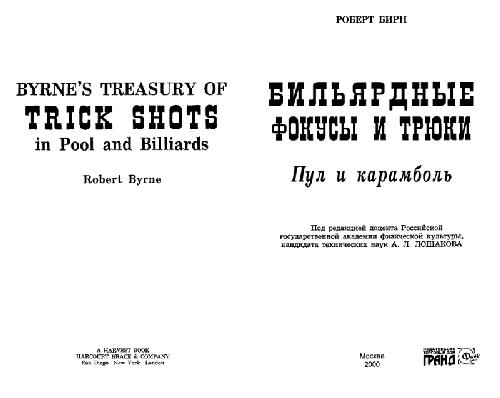 BYRNE'S TREASURY OF
TRICK SHOTS
in Pool and Billiards
Robert Byrne
A HARVEST BOOK
HARCOURT BRACE & COMPANY
San Diego New York London
РОБЕРТ БИРН
БИЛЬЯРДНЫЕ
ФОКУСЫ И ТРЮКИ
Пул и карамболь
Под редакцией доцента Российской
государственной академии физической культуры,
кандидата технических наук А. Л. ЛОШАКОВА
Москва
2000
ГРАНД